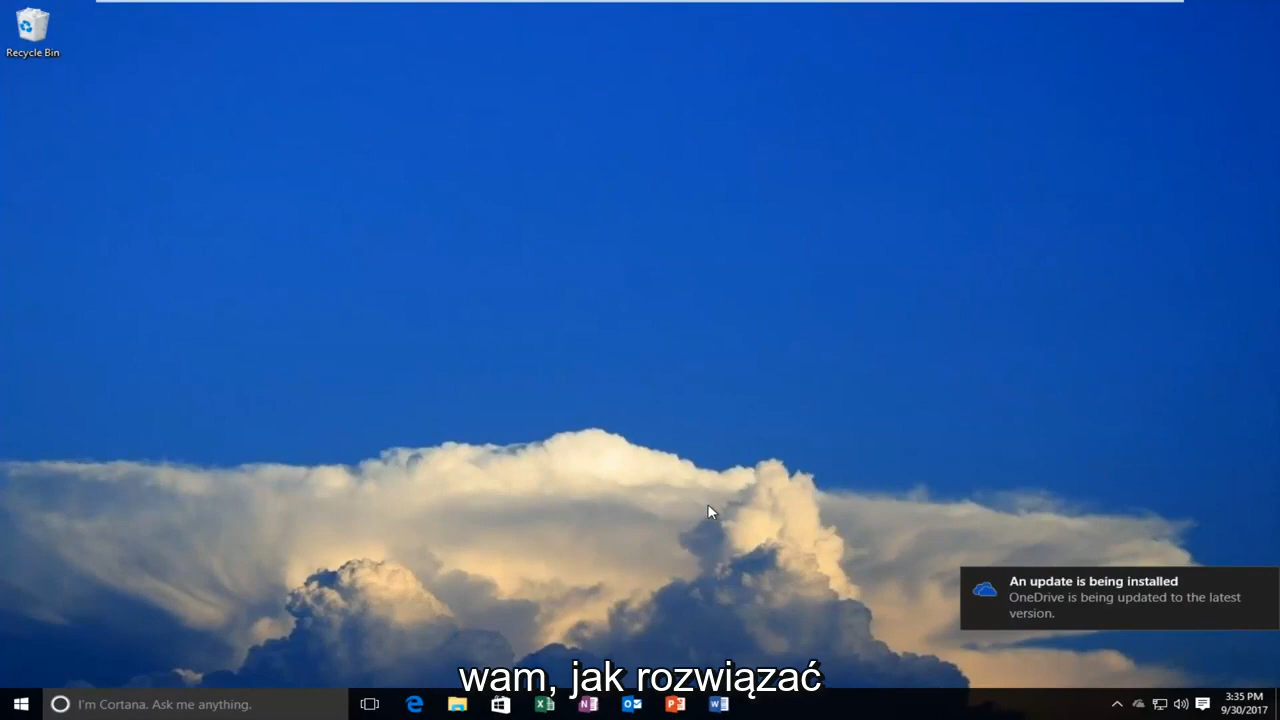 Recycle Bin
An update is being installed
OneDrive is being updated to the latest
version.
wam, jak rozwiązać
I'm Cortana. Ask me anything.
3:35 PM
9/30/2017